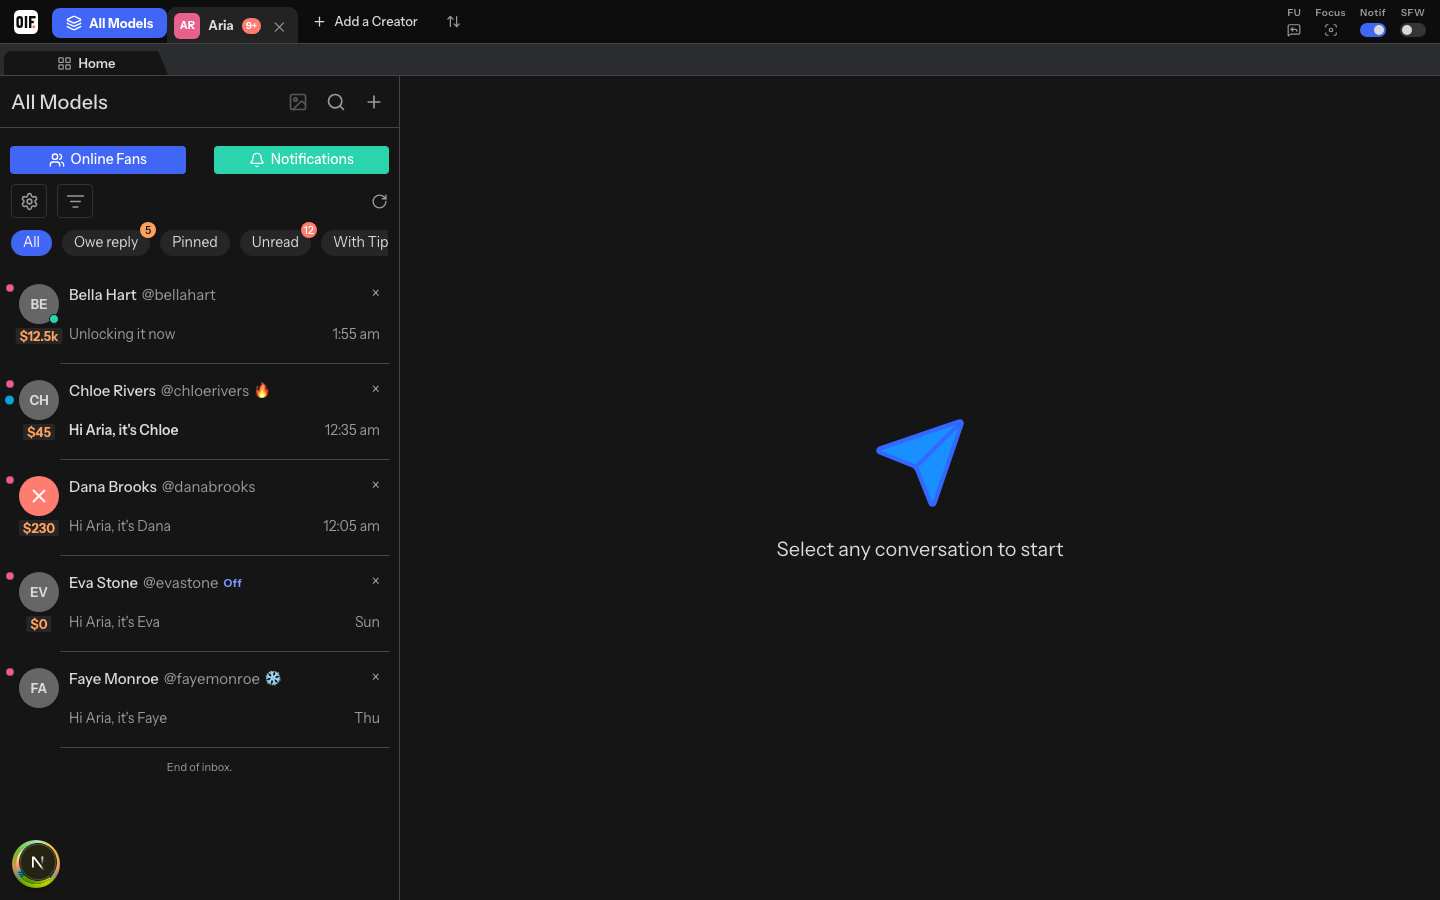 OIF
All Models
AR Aria 9+
Add a Creator
FU Focus Notif SFW
Home
All Models
Online Fans
Notifications
All
Owe reply 5
Pinned
Unread 12
With Tip
BE Bella Hart @bellahart ×
$12.5k Unlocking it now 1:55 am
CH Chloe Rivers @chloerivers 🔥 ×
$45 Hi Aria, it's Chloe 12:35 am
Dana Brooks @danabrooks ×
$230 Hi Aria, it's Dana 12:05 am
EV Eva Stone @evastone Off ×
$0 Hi Aria, it's Eva Sun
FA Faye Monroe @fayemonroe ❄️ ×
Hi Aria, it's Faye Thu
End of inbox.
N
Select any conversation to start